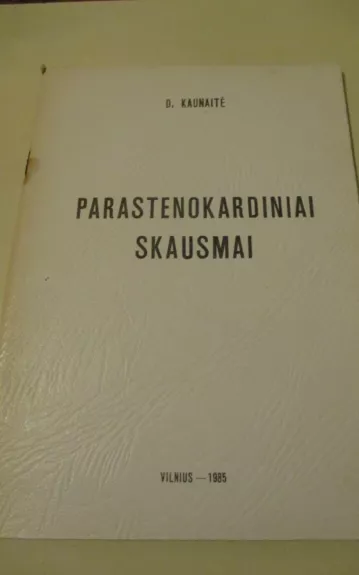 D. KAUNAITĖ
PARASTENOKARDINIAI
SKAUSMAI
VILNIUS — 1985